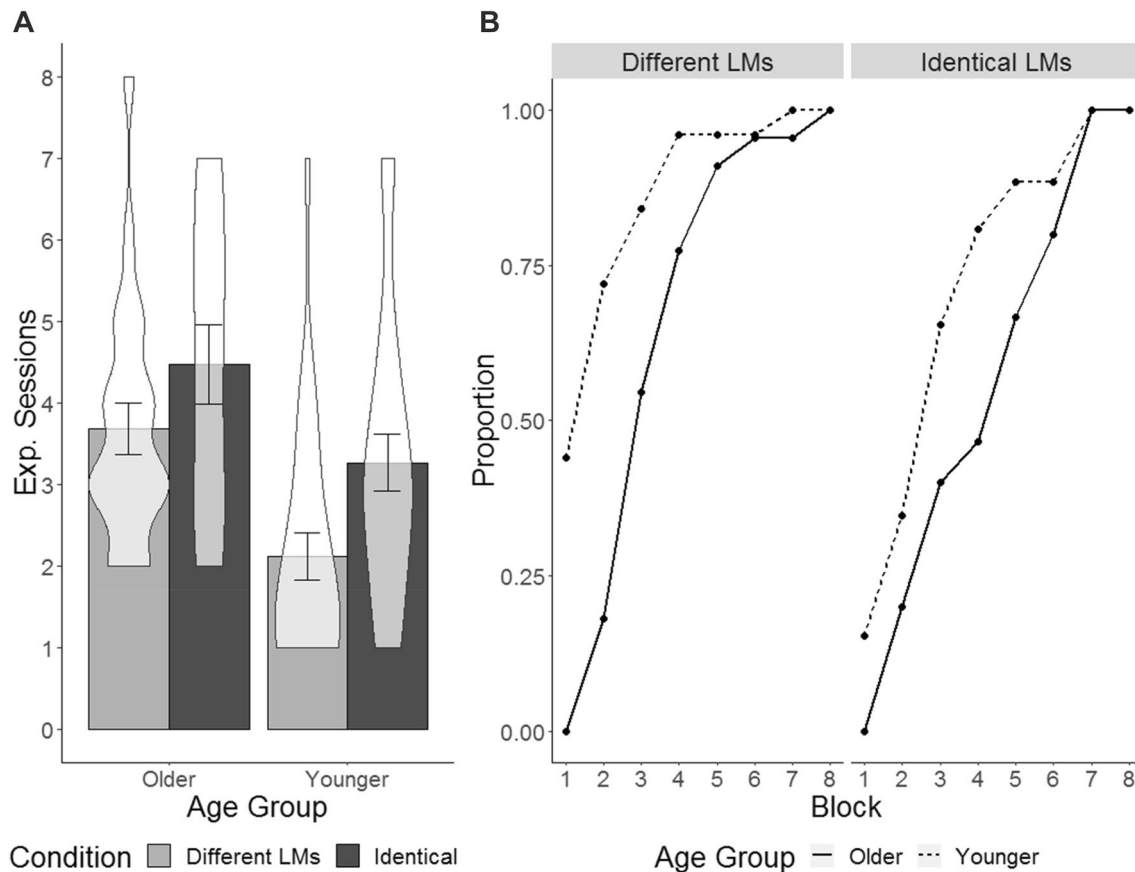 A
Exp. Sessions
8
7
6
5
4
3
2
1
0
Older Younger
Age Group
Condition Different LMs Identical
B
Different LMs Identical LMs
Proportion
1.00
0.75
0.50
0.25
0.00
1 2 3 4 5 6 7 8 1 2 3 4 5 6 7 8
Block
Age Group Older Younger